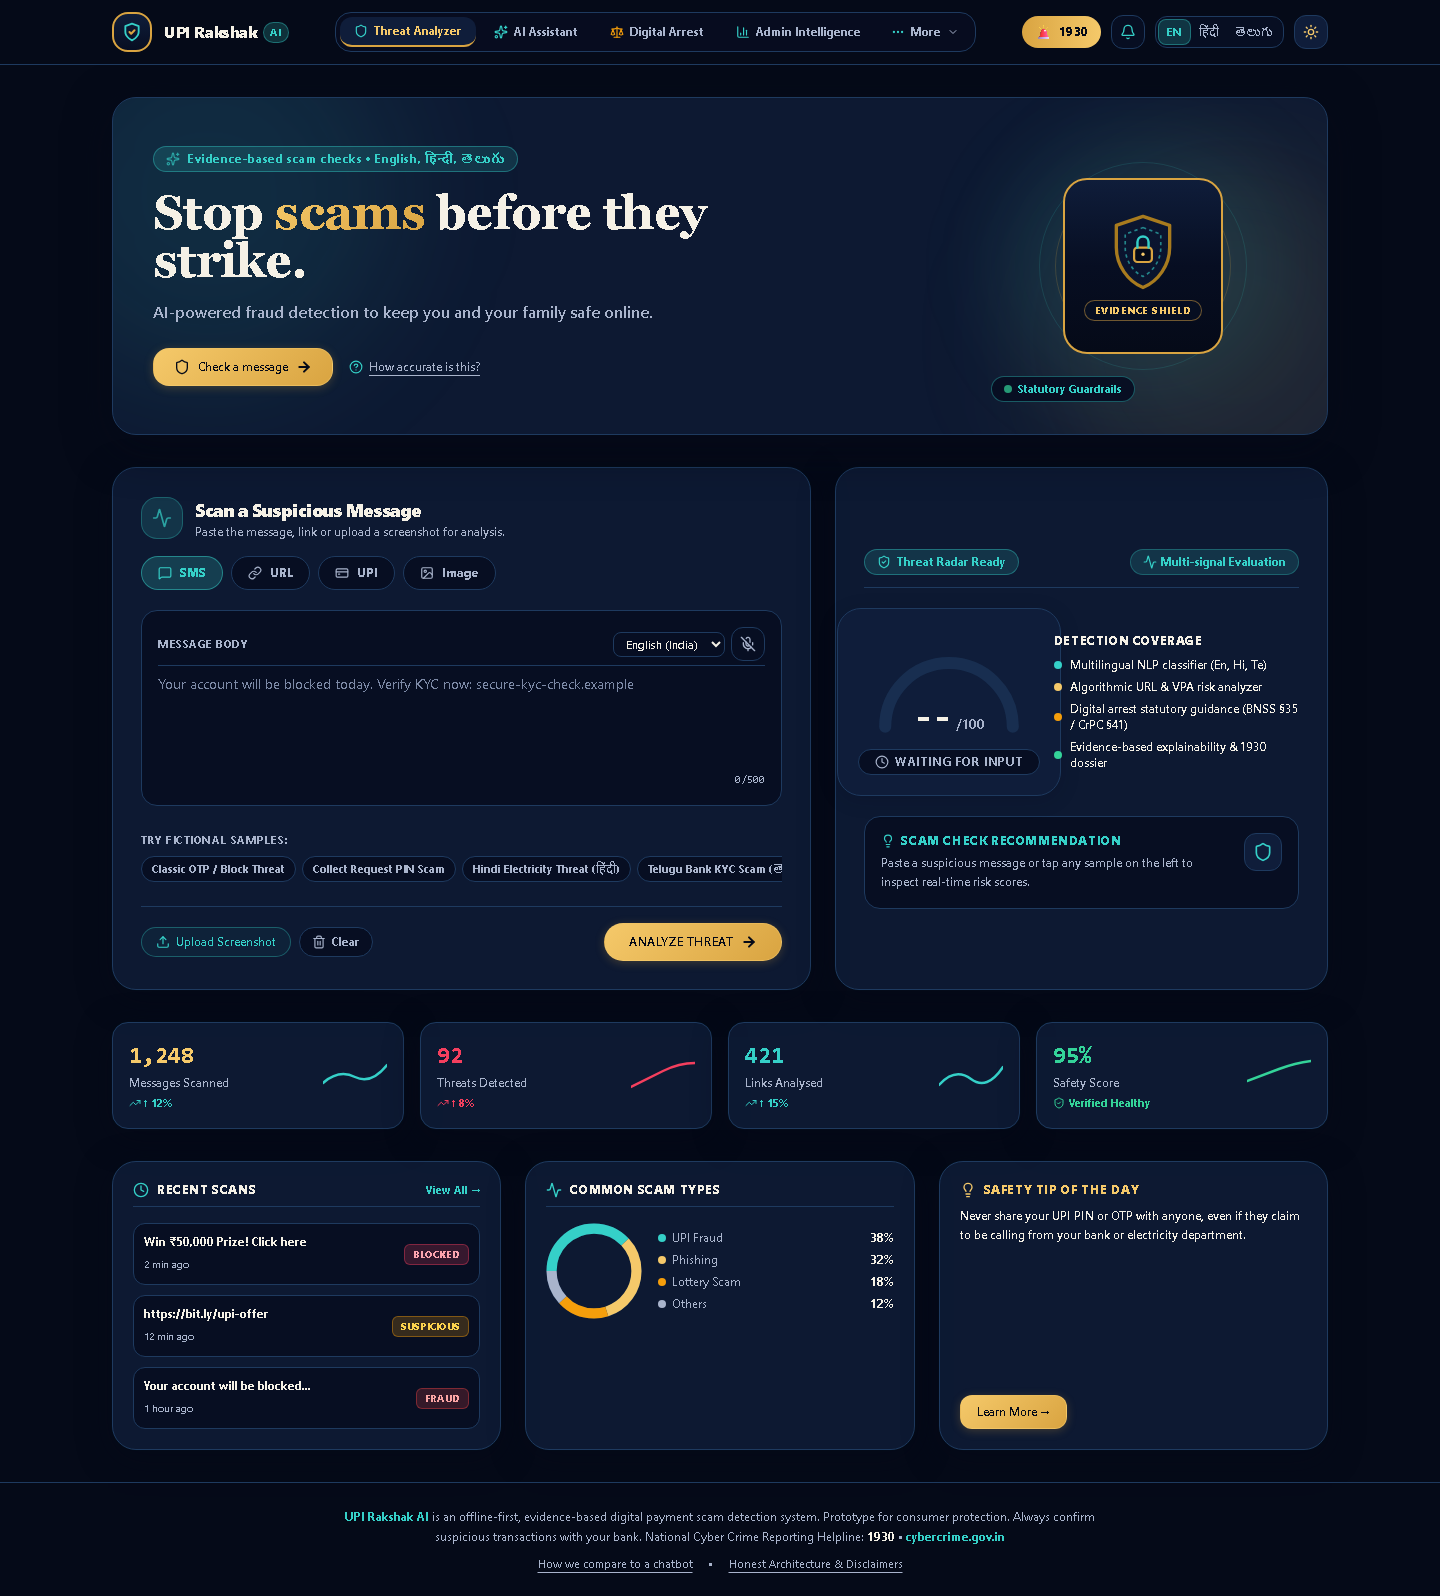 UPI Rakshak AI
Threat Analyzer
AI Assistant
Digital Arrest
Admin Intelligence
More
1930
EN हिंदी తెలుగు
Evidence-based scam checks • English, हिन्दी, తెలుగు
Stop scams before they
strike.
AI-powered fraud detection to keep you and your family safe online.
Check a message →
How accurate is this?
EVIDENCE SHIELD
Statutory Guardrails
Scan a Suspicious Message
Paste the message, link or upload a screenshot for analysis.
SMS
URL
UPI
Image
MESSAGE BODY
English (India)
Your account will be blocked today. Verify KYC now: secure-kyc-check.example
0/500
TRY FICTIONAL SAMPLES:
Classic OTP / Block Threat
Collect Request PIN Scam
Hindi Electricity Threat (हिंदी)
Telugu Bank KYC Scam (తె
Upload Screenshot
Clear
ANALYZE THREAT →
Threat Radar Ready
Multi-signal Evaluation
-- /100
WAITING FOR INPUT
DETECTION COVERAGE
Multilingual NLP classifier (En, Hi, Te)
Algorithmic URL & VPA risk analyzer
Digital arrest statutory guidance (BNSS §35
/ CrPC §41)
Evidence-based explainability & 1930
dossier
SCAM CHECK RECOMMENDATION
Paste a suspicious message or tap any sample on the left to
inspect real-time risk scores.
1,248
Messages Scanned
↑ 12%
92
Threats Detected
↑ 8%
421
Links Analysed
↑ 15%
95%
Safety Score
Verified Healthy
RECENT SCANS
View All →
Win ₹50,000 Prize! Click here
2 min ago
BLOCKED
https://bit.ly/upi-offer
12 min ago
SUSPICIOUS
Your account will be blocked...
1 hour ago
FRAUD
COMMON SCAM TYPES
UPI Fraud 38%
Phishing 32%
Lottery Scam 18%
Others 12%
SAFETY TIP OF THE DAY
Never share your UPI PIN or OTP with anyone, even if they claim
to be calling from your bank or electricity department.
Learn More →
UPI Rakshak AI is an offline-first, evidence-based digital payment scam detection system. Prototype for consumer protection. Always confirm
suspicious transactions with your bank. National Cyber Crime Reporting Helpline: 1930 • cybercrime.gov.in
How we compare to a chatbot • Honest Architecture & Disclaimers